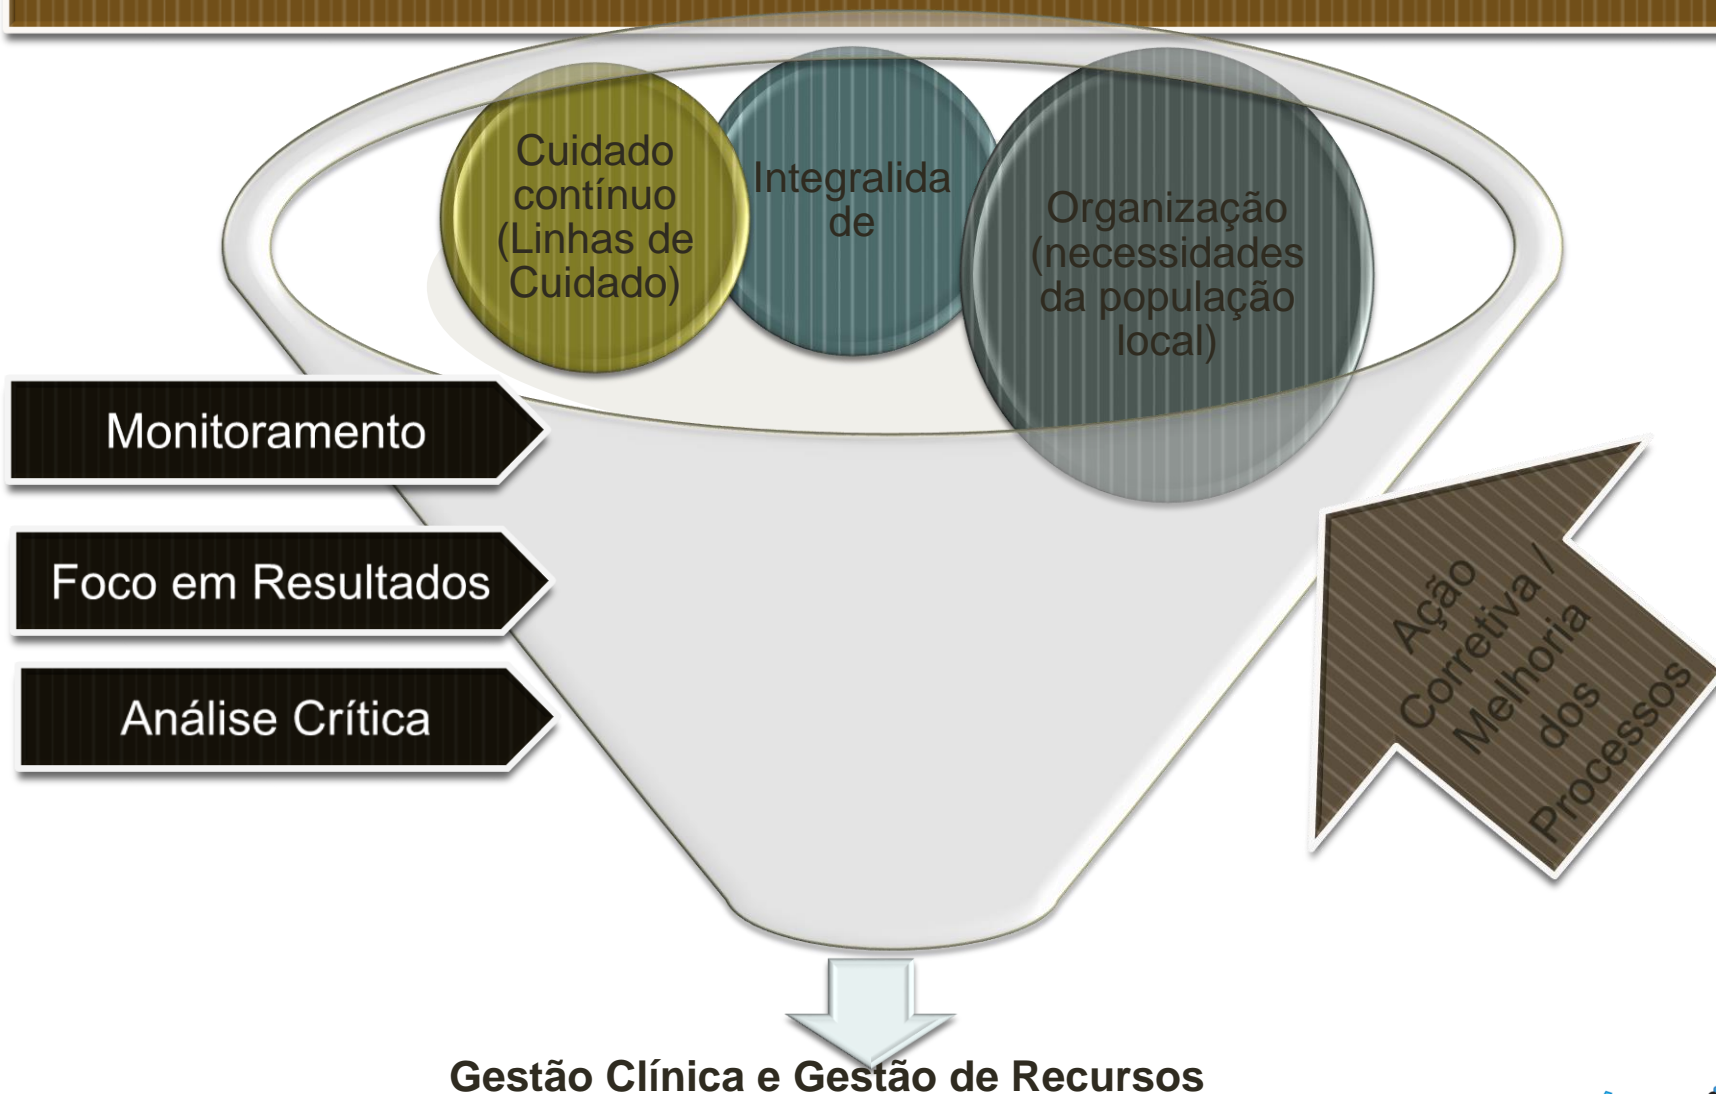 Cuidado
contínuo
(Linhas de
Cuidado)
Integralida
de
Organização
(necessidades
da população
local)
Monitoramento
Foco em Resultados
Análise Crítica
Ação
Corretiva /
Melhoria
dos
Processos
Gestão Clínica e Gestão de Recursos